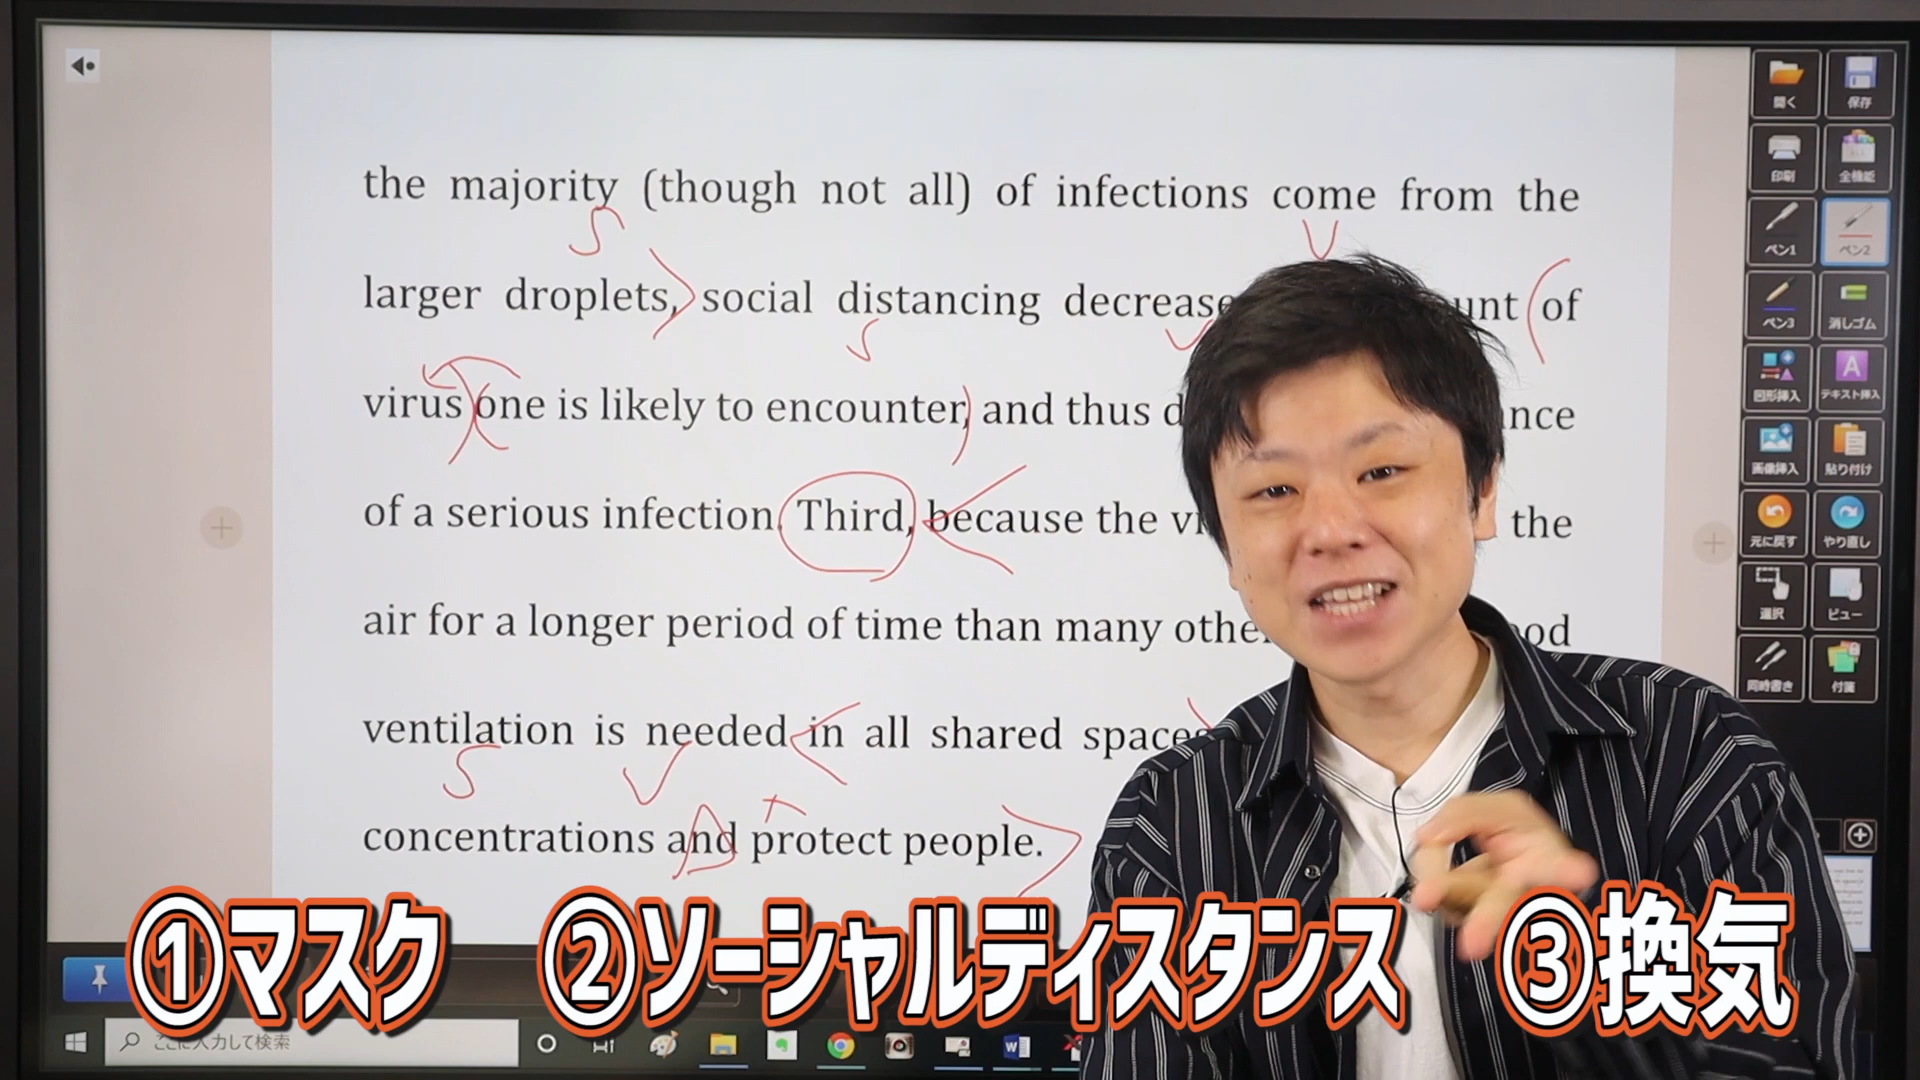 the majority (though not all) of infections come from the
larger droplets, social distancing decrease unt of
virus one is likely to encounter, and thus d nce
of a serious infection. Third, because the vi the
air for a longer period of time than many othe ood
ventilation is needed in all shared spaces
concentrations and protect people.
S
V
S
V
S
V
開く
保存
印刷
全機能
ペン1
ペン2
ペン3
消しゴム
図形挿入
テキスト挿入
画像挿入
貼り付け
元に戻す
やり直し
選択
ビュー
同時書き
付箋
①マスク ②ソーシャルディスタンス ③換気
ここに入力して検索